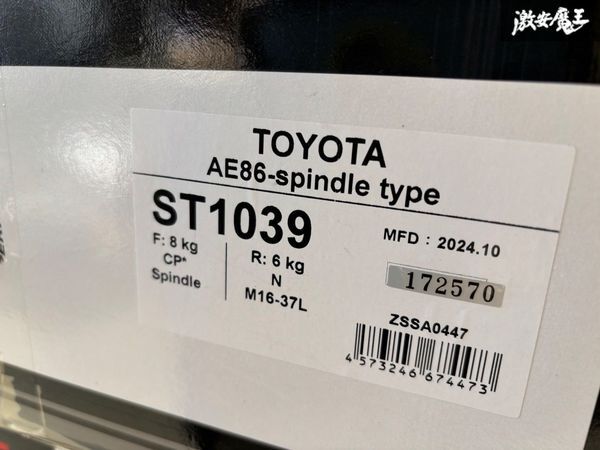 激安魔王
TOYOTA
AE86-spindle type
ST1039
MFD : 2024.10
F: 8 kg
CP*
Spindle
R: 6 kg
N
M16-37L
172570
ZSSA0447
4573246674473